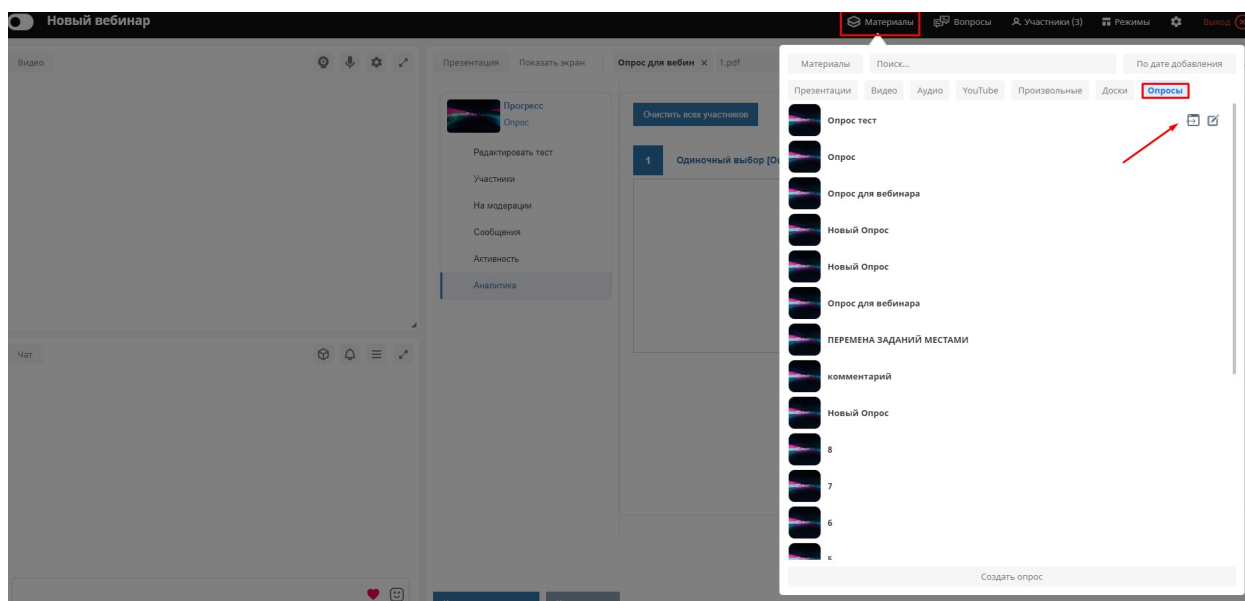 Новый вебинар
Материалы Вопросы Участники (3) Режимы Выход
Видео
Презентация Показать экран Опрос для вебин × 1.pdf
Прогресс
Опрос
Редактировать тест
Участники
На модерации
Сообщения
Активность
Аналитика
Очистить всех участников
1 Одиночный выбор [О
Чат
Материалы Поиск... По дате добавления
Презентации Видео Аудио YouTube Произвольные Доски Опросы
Опрос тест
Опрос
Опрос для вебинара
Новый Опрос
Новый Опрос
Опрос для вебинара
ПЕРЕМЕНА ЗАДАНИЙ МЕСТАМИ
комментарий
Новый Опрос
8
7
6
5
Создать опрос